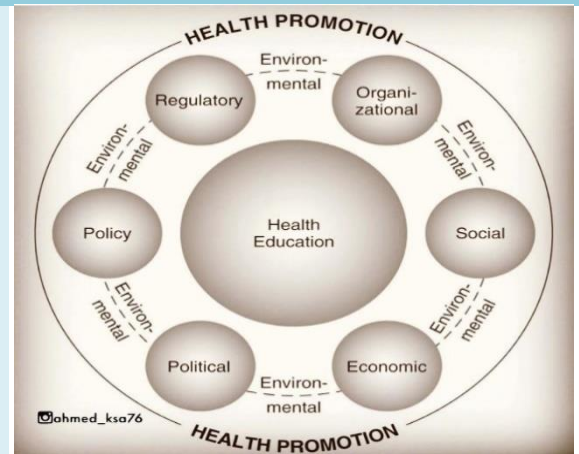 HEALTH PROMOTION
Environ-
mental
Regulatory
Organi-
zational
Environ-
mental
Environ-
mental
Health
Education
Policy
Social
Environ-
mental
Environ-
mental
Political
Economic
Environ-
mental
ahmed_ksa76
HEALTH PROMOTION